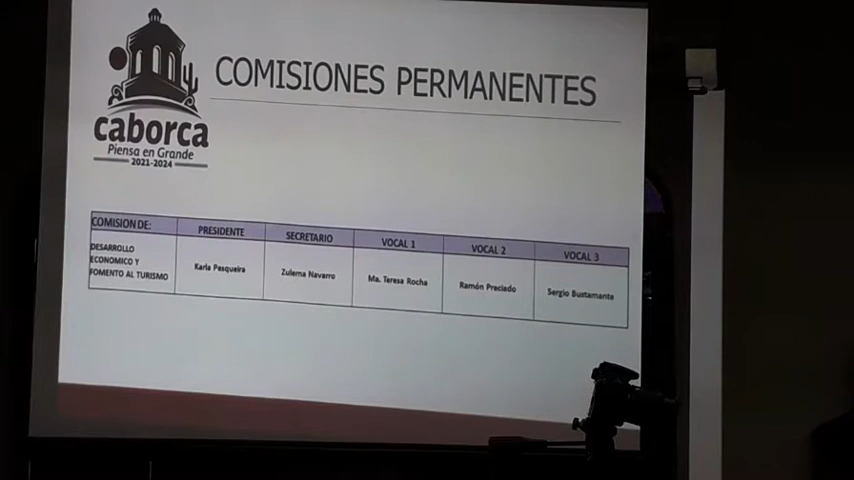 COMISIONES PERMANENTES
caborca
Piensa en Grande
2021-2024
COMISION DE: PRESIDENTE SECRETARIO VOCAL 1 VOCAL 2 VOCAL 3
DESARROLLO
ECONOMICO Y
FOMENTO AL TURISMO
Karla Pesqueira Zulema Navarro Ma. Teresa Rocha Ramón Preciado Sergio Bustamante